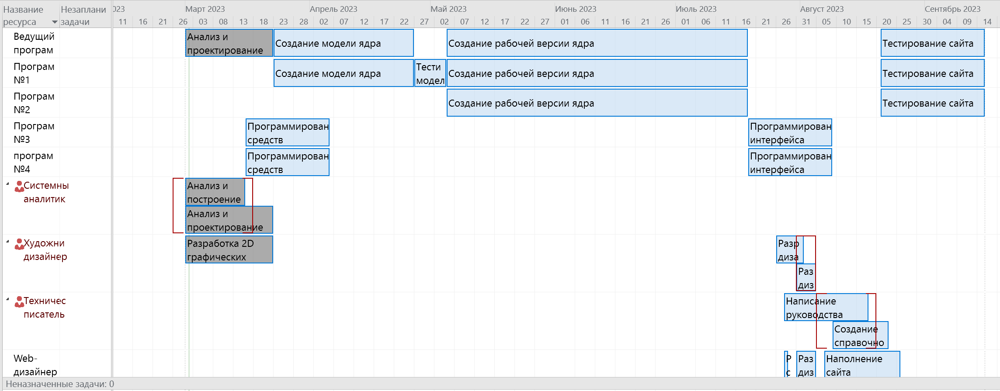 Название Незаплани
ресурса задачи
023 Март 2023 Апрель 2023 Май 2023 Июнь 2023 Июль 2023 Август 2023 Сентябрь 2023
11 16 21 26 03 08 13 18 23 28 02 07 12 17 22 27 02 07 12 17 22 27 01 06 11 16 21 26 01 06 11 16 21 26 31 05 10 15 20 25 30 04 09 14
Ведущий
програм
Анализ и
проектирование
Создание модели ядра
Создание рабочей версии ядра
Тестирование сайта
Програм
№1
Создание модели ядра
Тести
модел
Создание рабочей версии ядра
Тестирование сайта
Програм
№2
Создание рабочей версии ядра
Тестирование сайта
Програм
№3
Программирован
средств
Программирован
интерфейса
програм
№4
Программирован
средств
Программирован
интерфейса
Системны
аналитик
Анализ и
построение
Анализ и
проектирование
Художни
дизайнер
Разработка 2D
графических
Разр
диза
Раз
диз
Техничес
писатель
Написание
руководства
Создание
справочно
Web-
дизайнер
Р
с
Раз
диз
Наполнение
сайта
Неназначенные задачи: 0